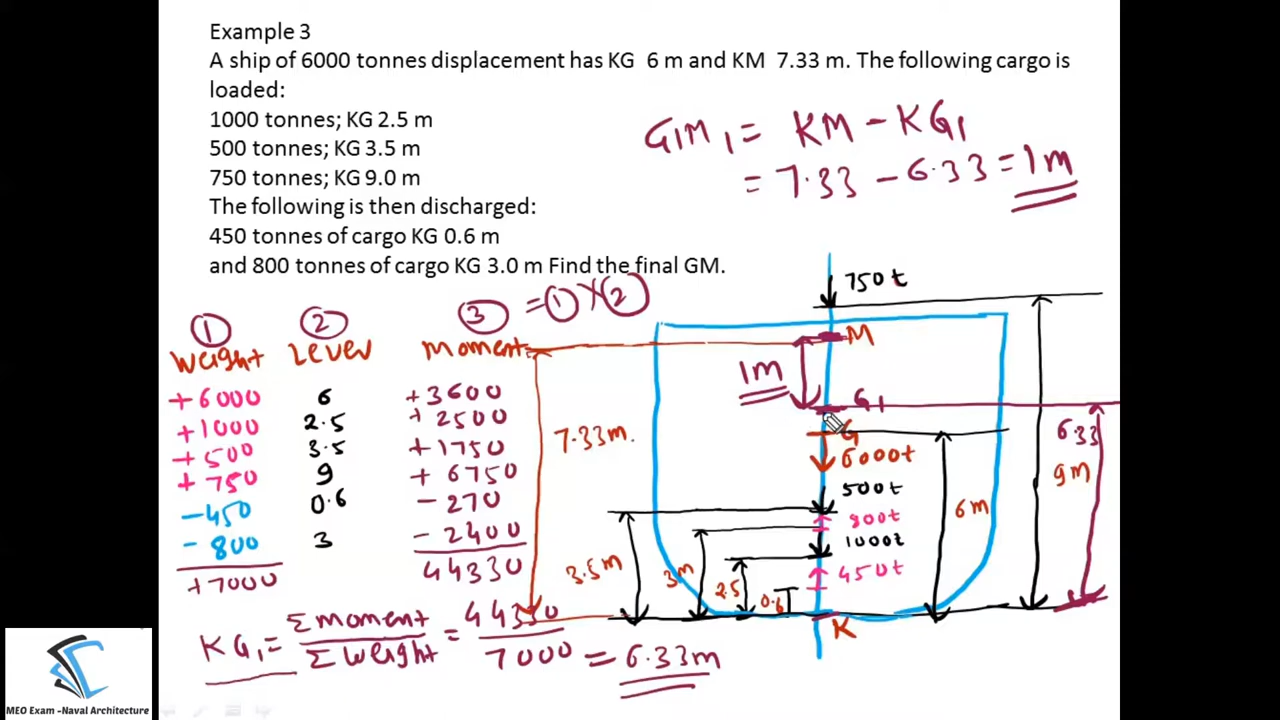 Example 3
A ship of 6000 tonnes displacement has KG 6 m and KM 7.33 m. The following cargo is
loaded:
1000 tonnes; KG 2.5 m
500 tonnes; KG 3.5 m
750 tonnes; KG 9.0 m
The following is then discharged:
450 tonnes of cargo KG 0.6 m
and 800 tonnes of cargo KG 3.0 m Find the final GM.
G1M1 = KM - KG1
= 7.33 - 6.33 = 1m
① ② ③ = ① × ②
Weight Lever Moment
+6000 6 +3600
+1000 2.5 +2500
+500 3.5 +1750
+750 9 +6750
-450 0.6 -270
-800 3 -2400
+7000 44330
KG1 = Σmoment / Σweight = 44330 / 7000 = 6.33m
750t
M
1m
G1
G
7.33m.
6000t
6.33
9m
500t
6m
800t
1000t
3.5m
3m
2.5
0.6
450t
K
MEO Exam -Naval Architecture